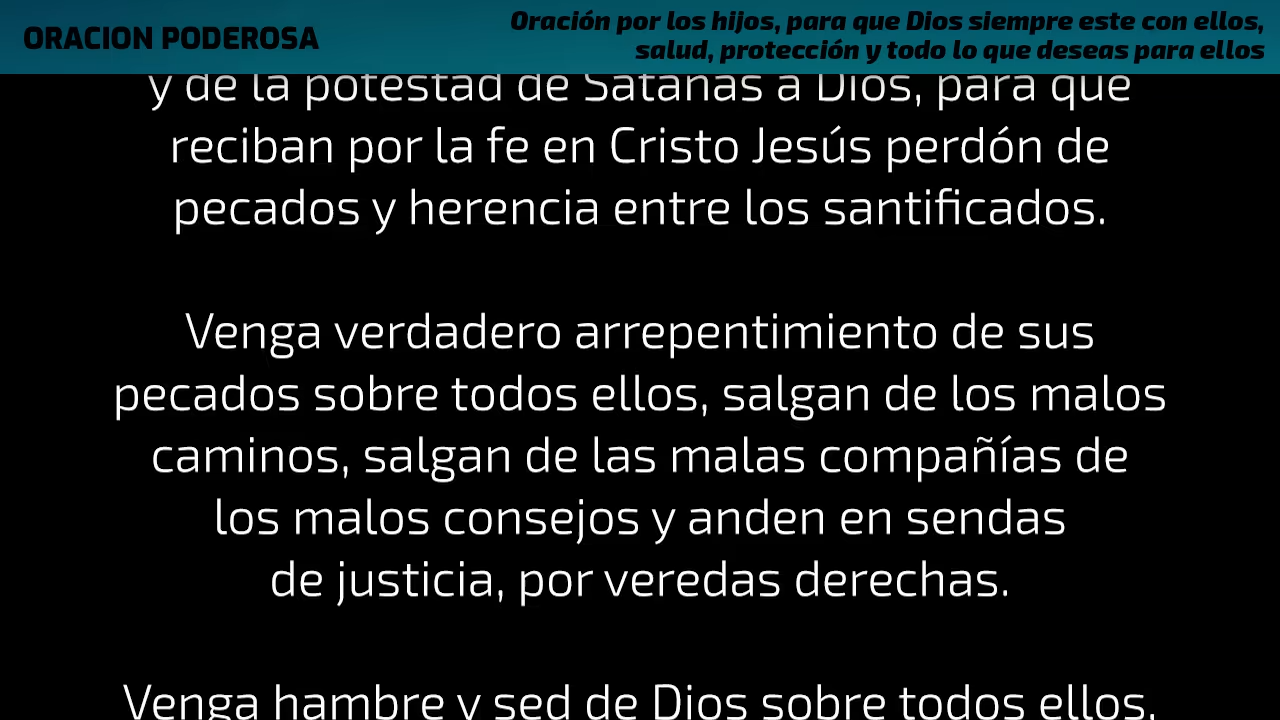 ORACION PODEROSA
Oración por los hijos, para que Dios siempre este con ellos,
salud, protección y todo lo que deseas para ellos
y de la potestad de Satanás a Dios, para que
reciban por la fe en Cristo Jesús perdón de
pecados y herencia entre los santificados.
Venga verdadero arrepentimiento de sus
pecados sobre todos ellos, salgan de los malos
caminos, salgan de las malas compañías de
los malos consejos y anden en sendas
de justicia, por veredas derechas.
Venga hambre y sed de Dios sobre todos ellos,